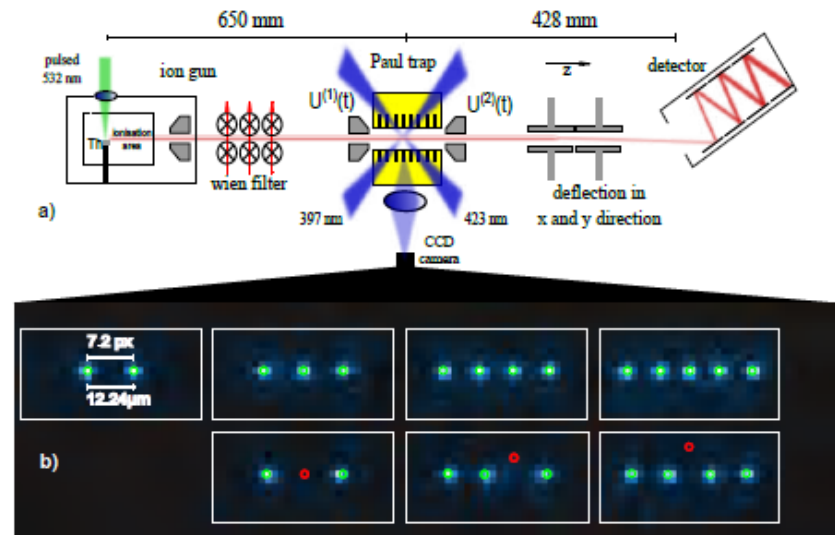 650 mm
428 mm
pulsed
532 nm
ion gun
Paul trap
z
detector
U(1)(t)
U(2)(t)
Th
ionisation
area
wien filter
397 nm
423 nm
deflection in
x and y direction
a)
CCD
camera
7.2 px
12.24µm
b)